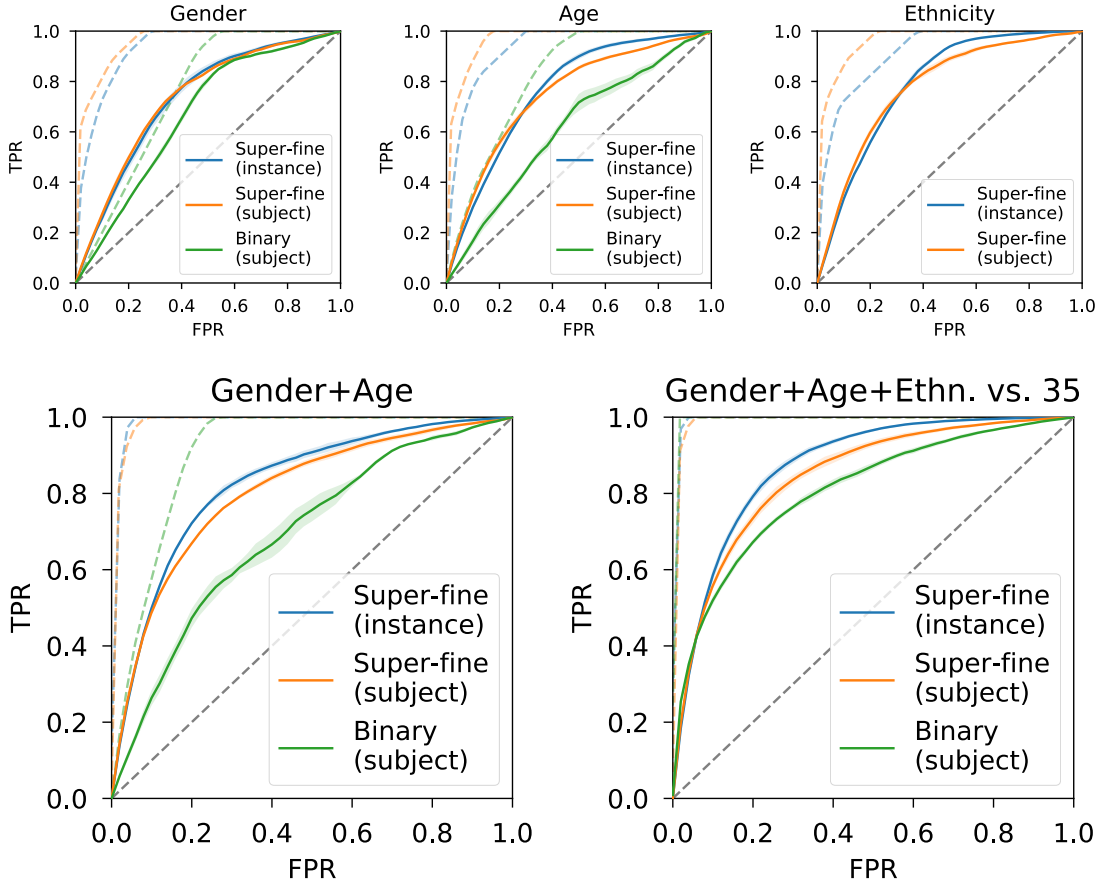 Gender
1.0
0.8
0.6
0.4
0.2
0.0
TPR
0.0 0.2 0.4 0.6 0.8 1.0
FPR
Super-fine
(instance)
Super-fine
(subject)
Binary
(subject)
Age
1.0
0.8
0.6
0.4
0.2
0.0
TPR
0.0 0.2 0.4 0.6 0.8 1.0
FPR
Super-fine
(instance)
Super-fine
(subject)
Binary
(subject)
Ethnicity
1.0
0.8
0.6
0.4
0.2
0.0
TPR
0.0 0.2 0.4 0.6 0.8 1.0
FPR
Super-fine
(instance)
Super-fine
(subject)
Gender+Age
1.0
0.8
0.6
0.4
0.2
0.0
TPR
0.0 0.2 0.4 0.6 0.8 1.0
FPR
Super-fine
(instance)
Super-fine
(subject)
Binary
(subject)
Gender+Age+Ethn. vs. 35
1.0
0.8
0.6
0.4
0.2
0.0
TPR
0.0 0.2 0.4 0.6 0.8 1.0
FPR
Super-fine
(instance)
Super-fine
(subject)
Binary
(subject)